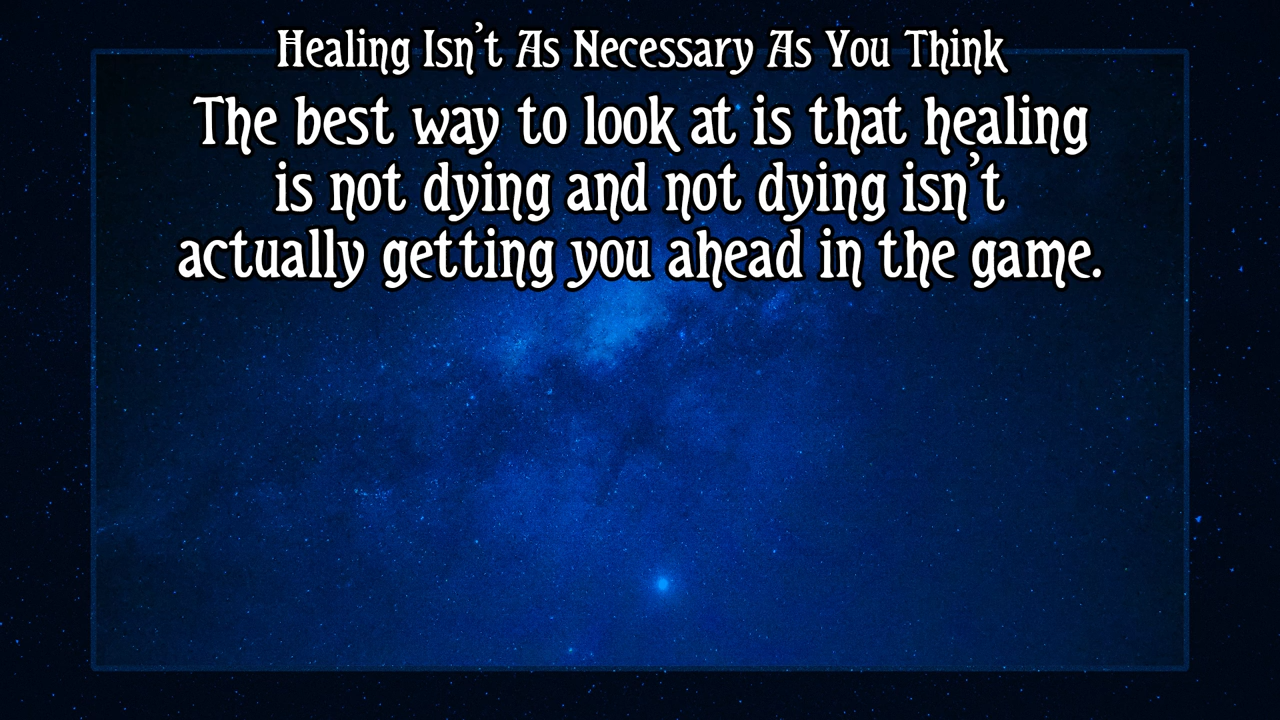 Healing Isn't As Necessary As You Think
The best way to look at is that healing
is not dying and not dying isn't
actually getting you ahead in the game.